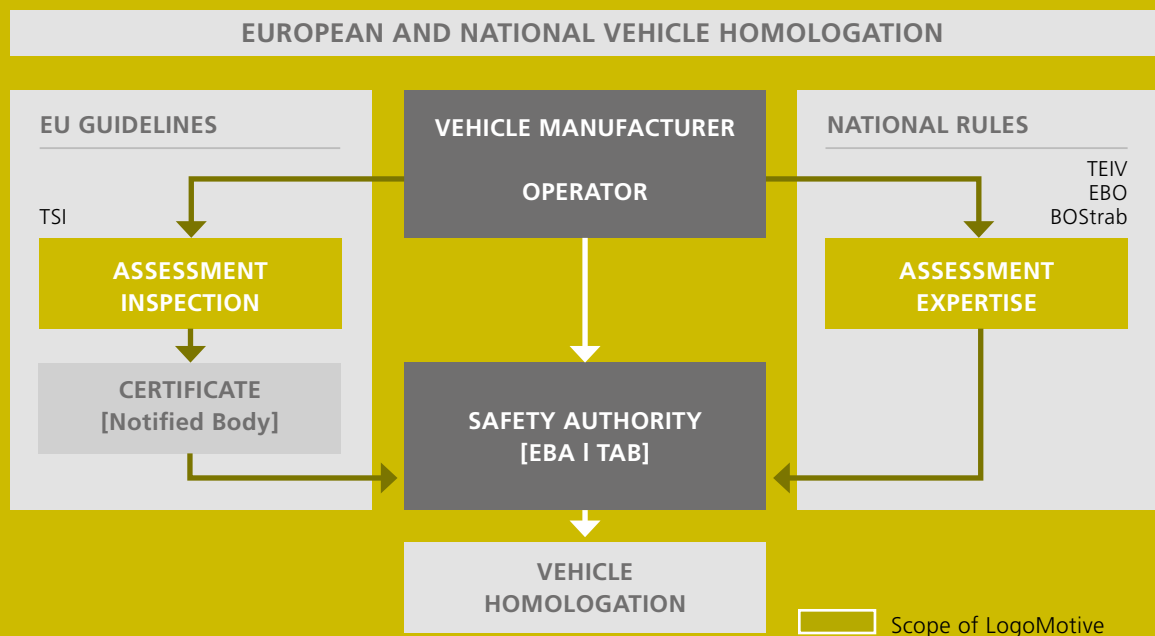 EUROPEAN AND NATIONAL VEHICLE HOMOLOGATION
EU GUIDELINES
TSI
ASSESSMENT
INSPECTION
CERTIFICATE
[Notified Body]
VEHICLE MANUFACTURER
OPERATOR
SAFETY AUTHORITY
[EBA I TAB]
VEHICLE
HOMOLOGATION
NATIONAL RULES
TEIV
EBO
BOStrab
ASSESSMENT
EXPERTISE
Scope of LogoMotive